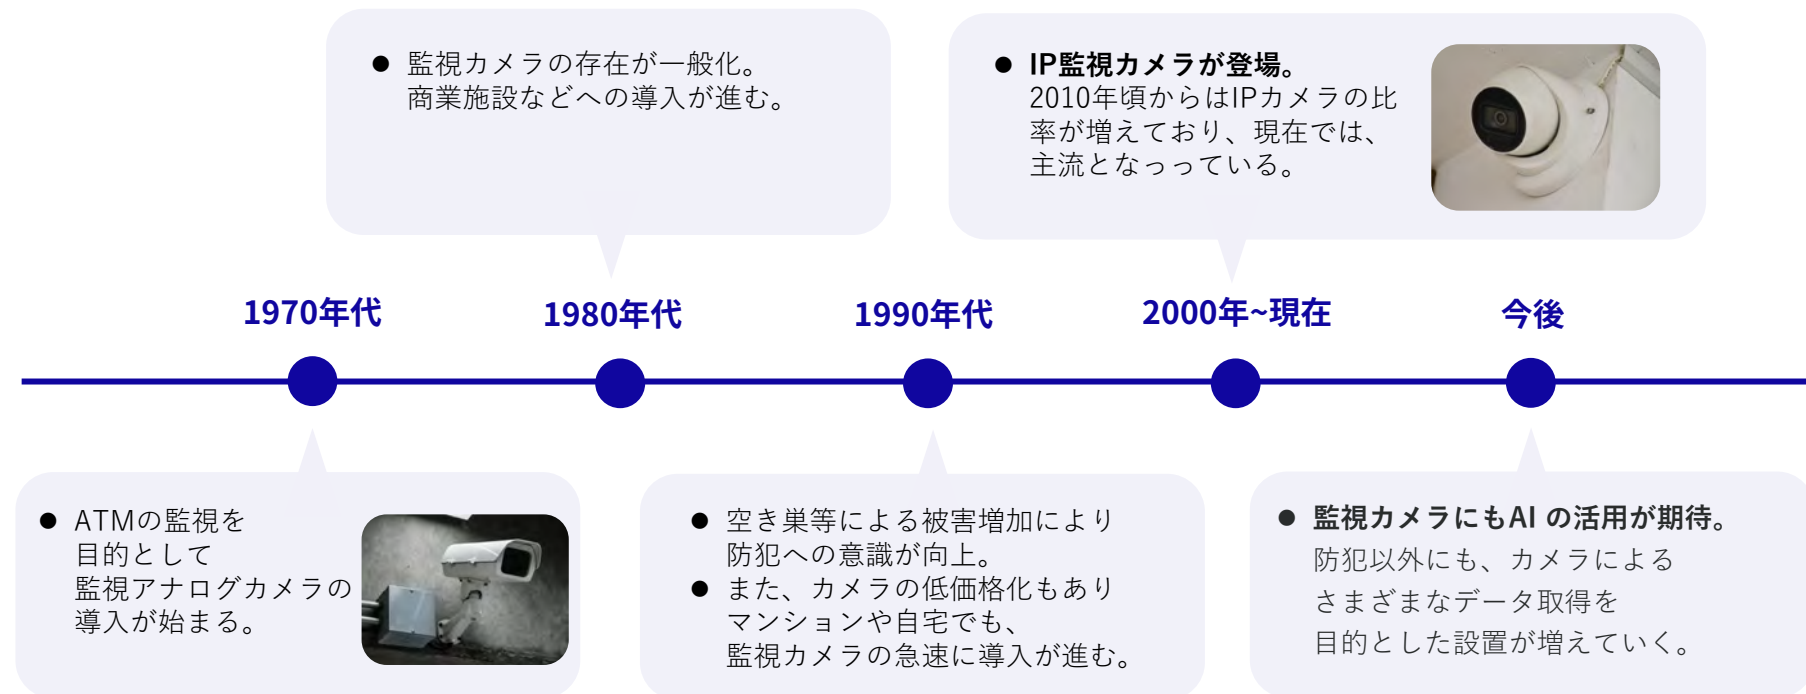 監視カメラの存在が一般化。
商業施設などへの導入が進む。
IP監視カメラが登場。
2010年頃からはIPカメラの比
率が増えており、現在では、
主流となっっている。
1970年代
1980年代
1990年代
2000年~現在
今後
ATMの監視を
目的として
監視アナログカメラの
導入が始まる。
空き巣等による被害増加により
防犯への意識が向上。
また、カメラの低価格化もあり
マンションや自宅でも、
監視カメラの急速に導入が進む。
監視カメラにもAI の活用が期待。
防犯以外にも、カメラによる
さまざまなデータ取得を
目的とした設置が増えていく。